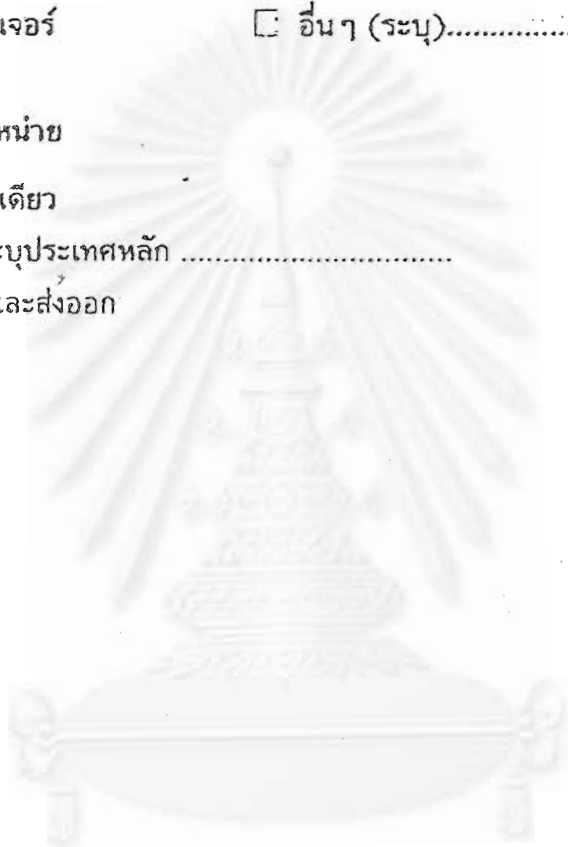 เจอร์ อื่นๆ (ระบุ)................
หน่าย
เดียว
ะบุประเทศหลัก ................................
และส่งออก